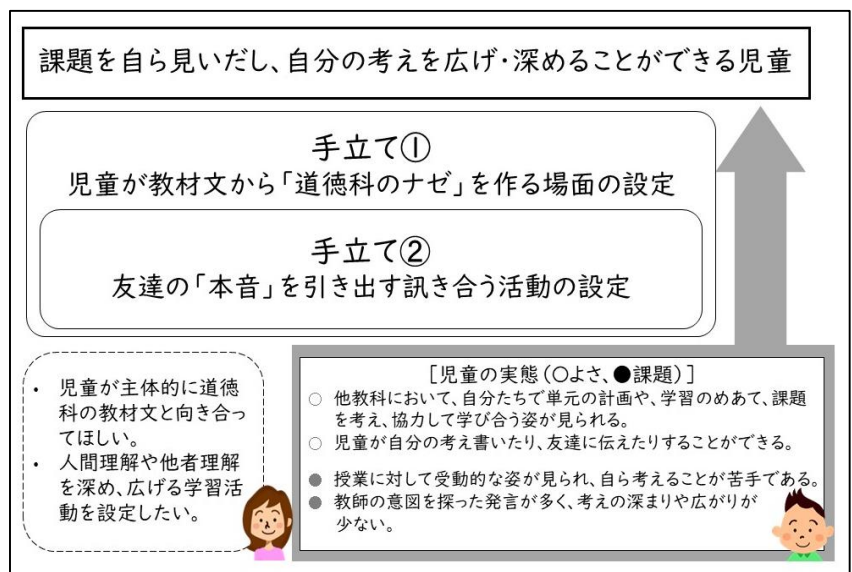 課題を自ら見いだし、自分の考えを広げ・深めることができる児童
手立て①
児童が教材文から「道徳科のナゼ」を作る場面の設定
手立て②
友達の「本音」を引き出す訊き合う活動の設定
・ 児童が主体的に道徳
科の教材文と向き合っ
てほしい。
・ 人間理解や他者理解
を深め、広げる学習活
動を設定したい。
[児童の実態(○よさ、●課題)]
○ 他教科において、自分たちで単元の計画や、学習のめあて、課題
を考え、協力して学び合う姿が見られる。
○ 児童が自分の考え書いたり、友達に伝えたりすることができる。
● 授業に対して受動的な姿が見られ、自ら考えることが苦手である。
● 教師の意図を探った発言が多く、考えの深まりや広がりが
少ない。